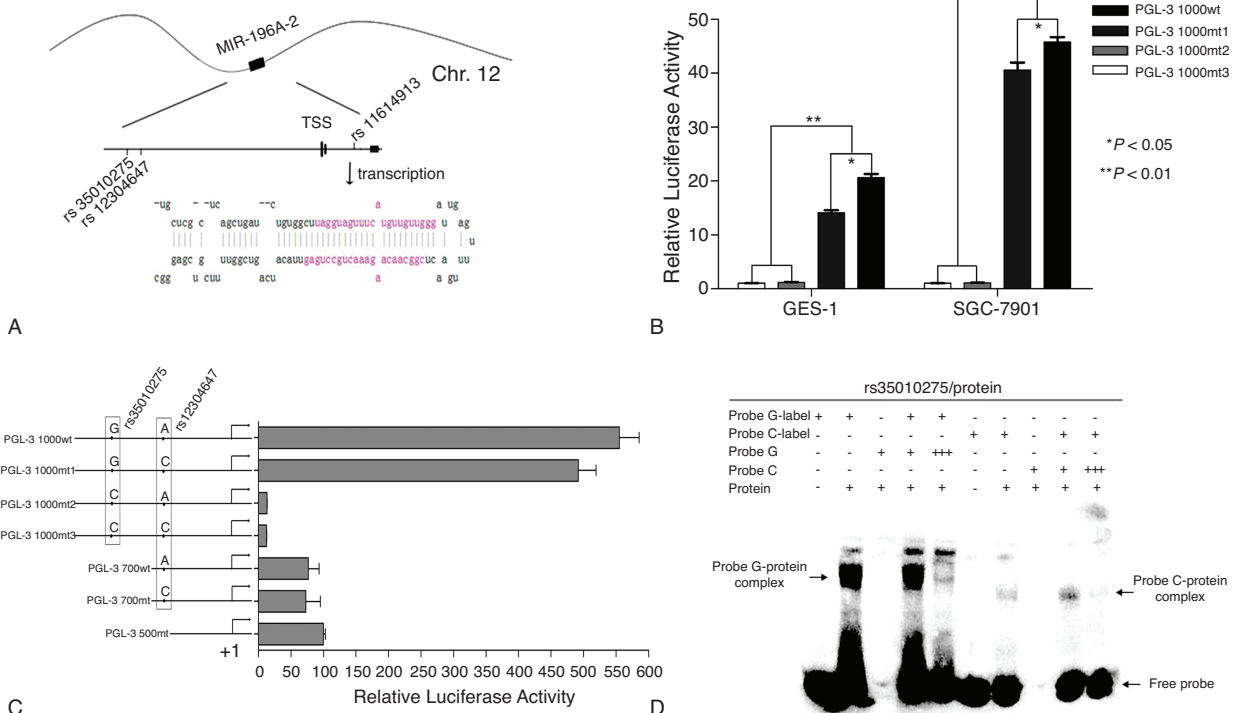 MIR-196A-2
Chr. 12
TSS
rs 11614913
rs 35010275
rs 12304647
transcription
-ug - -uc --c a a ug
cucg c agcugau uguggcuuagguaguuuc uguuguuggg u ag
u
gagc g uuggcug acauugaguccgucaaag acaacggcuc a uu
cgg u cuu acu a a gu
A
Relative Luciferase Activity
50
40
30
20
10
0
**
*
*
GES-1
SGC-7901
PGL-3 1000wt
PGL-3 1000mt1
PGL-3 1000mt2
PGL-3 1000mt3
*P < 0.05
**P < 0.01
B
rs35010275
rs12304647
PGL-3 1000wt G A
PGL-3 1000mt1 G C
PGL-3 1000mt2 C A
PGL-3 1000mt3 C C
PGL-3 700wt A
PGL-3 700mt C
PGL-3 500mt
+1
0 50 100 150 200 250 300 350 400 450 500 550 600
Relative Luciferase Activity
C
rs35010275/protein
Probe G-label + + - + + - - - - -
Probe C-label - - - - - + + - + +
Probe G - - + + +++ - - - - -
Probe C - - - - - - - + + +++
Protein - + + + + - + + + +
Probe G-protein
complex
Probe C-protein
complex
Free probe
D